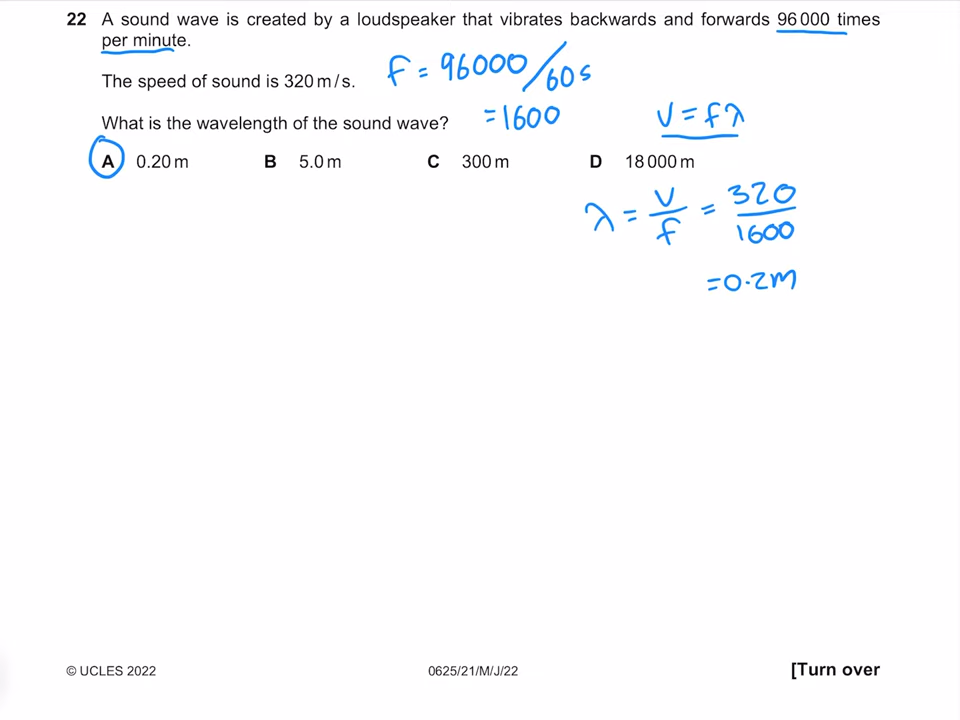 22 A sound wave is created by a loudspeaker that vibrates backwards and forwards 96 000 times
per minute.
The speed of sound is 320 m / s.
f = 96000/60s
What is the wavelength of the sound wave?
= 1600
v = fλ
A 0.20 m B 5.0 m C 300 m D 18 000 m
λ = v/f = 320/1600
= 0.2m
© UCLES 2022 0625/21/M/J/22 [Turn over